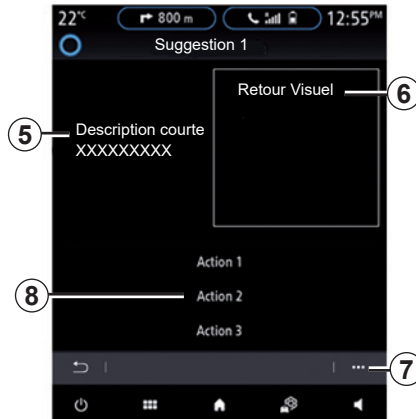 22°C 800 m 12:55PM
Suggestion 1
Retour Visuel
6
5
Description courte
XXXXXXXXX
Action 1
8
Action 2
Action 3
7